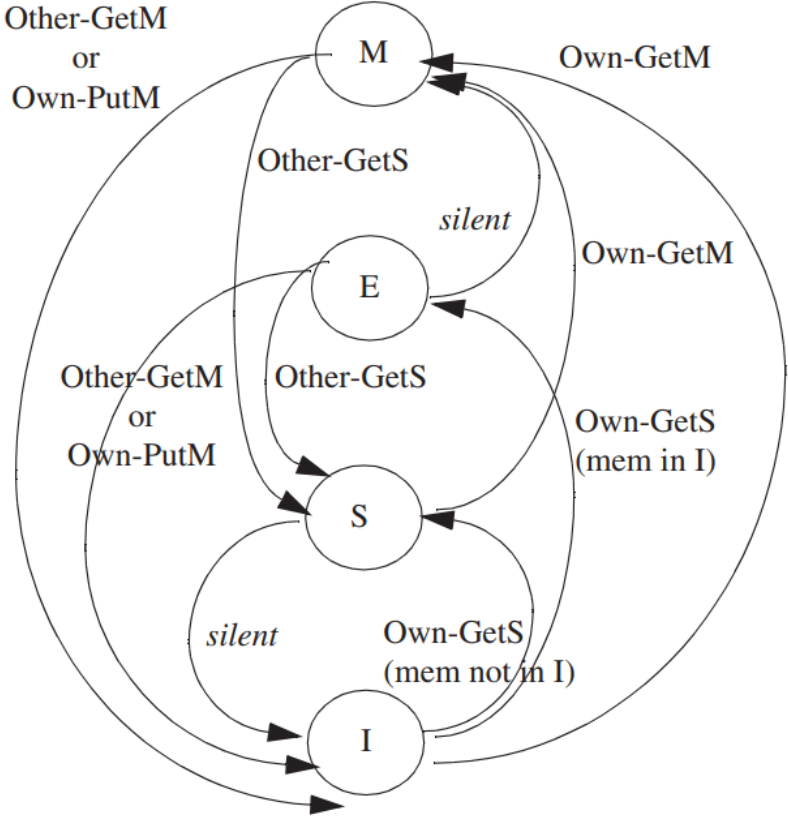 Other-GetM
or
Own-PutM
M
Own-GetM
Other-GetS
silent
Own-GetM
E
Other-GetM
or
Own-PutM
Other-GetS
Own-GetS
(mem in I)
S
silent
Own-GetS
(mem not in I)
I